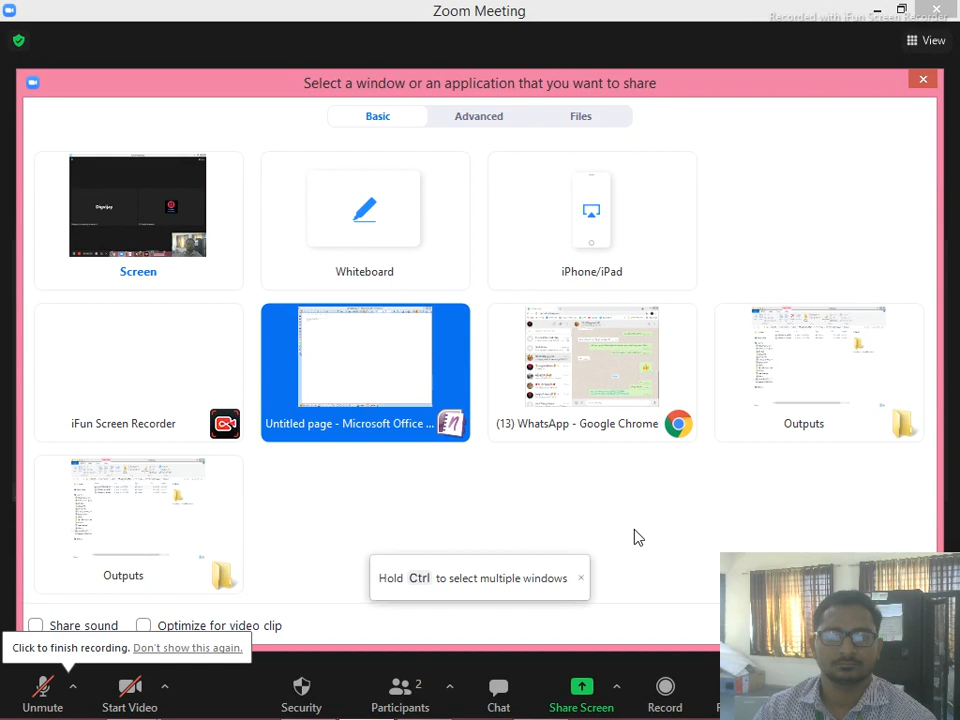 Zoom Meeting
Recorded with iFun Screen Recorder
View
Select a window or an application that you want to share
Basic
Advanced
Files
Screen
Whiteboard
iPhone/iPad
iFun Screen Recorder
Untitled page - Microsoft Office ...
(13) WhatsApp - Google Chrome
Outputs
Outputs
Hold Ctrl to select multiple windows
Share sound
Optimize for video clip
Click to finish recording. Don't show this again.
Unmute
Start Video
Security
2
Participants
Chat
Share Screen
Record